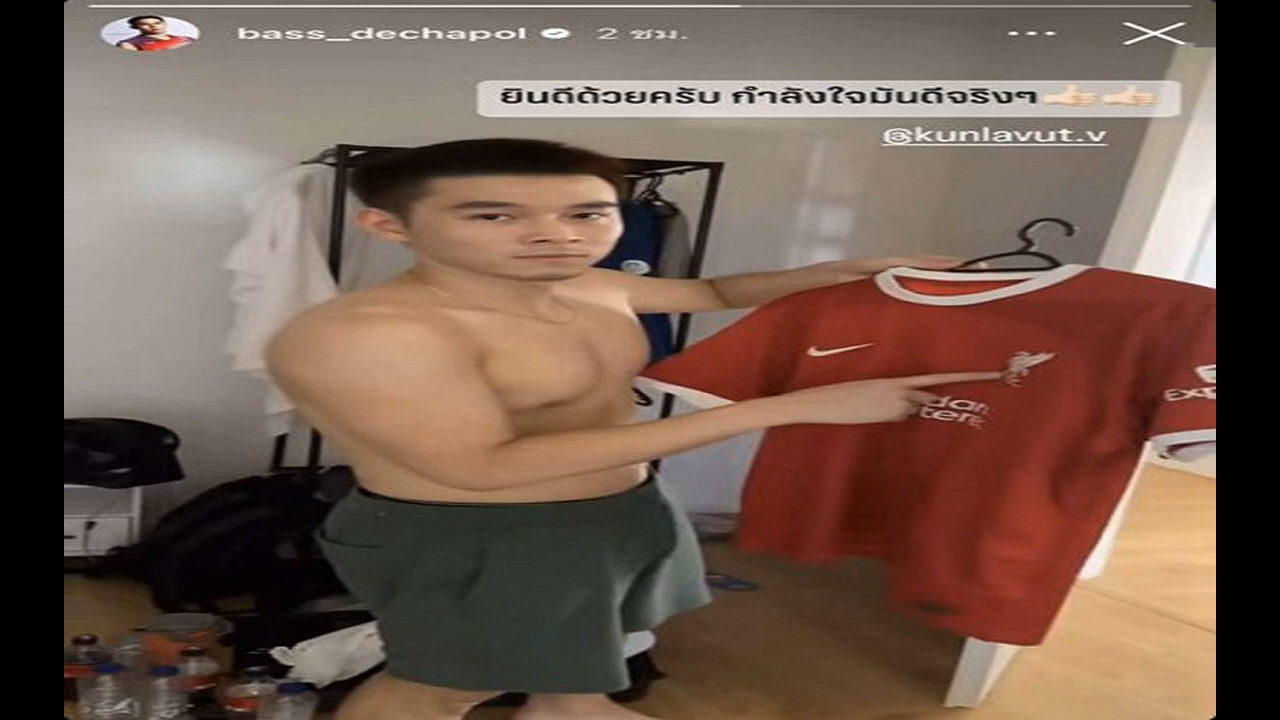 bass_dechapol 2 ชม.
ยินดีด้วยครับ กำลังใจมันดีจริงๆ👍🏻👍🏻
@kunlavut.v